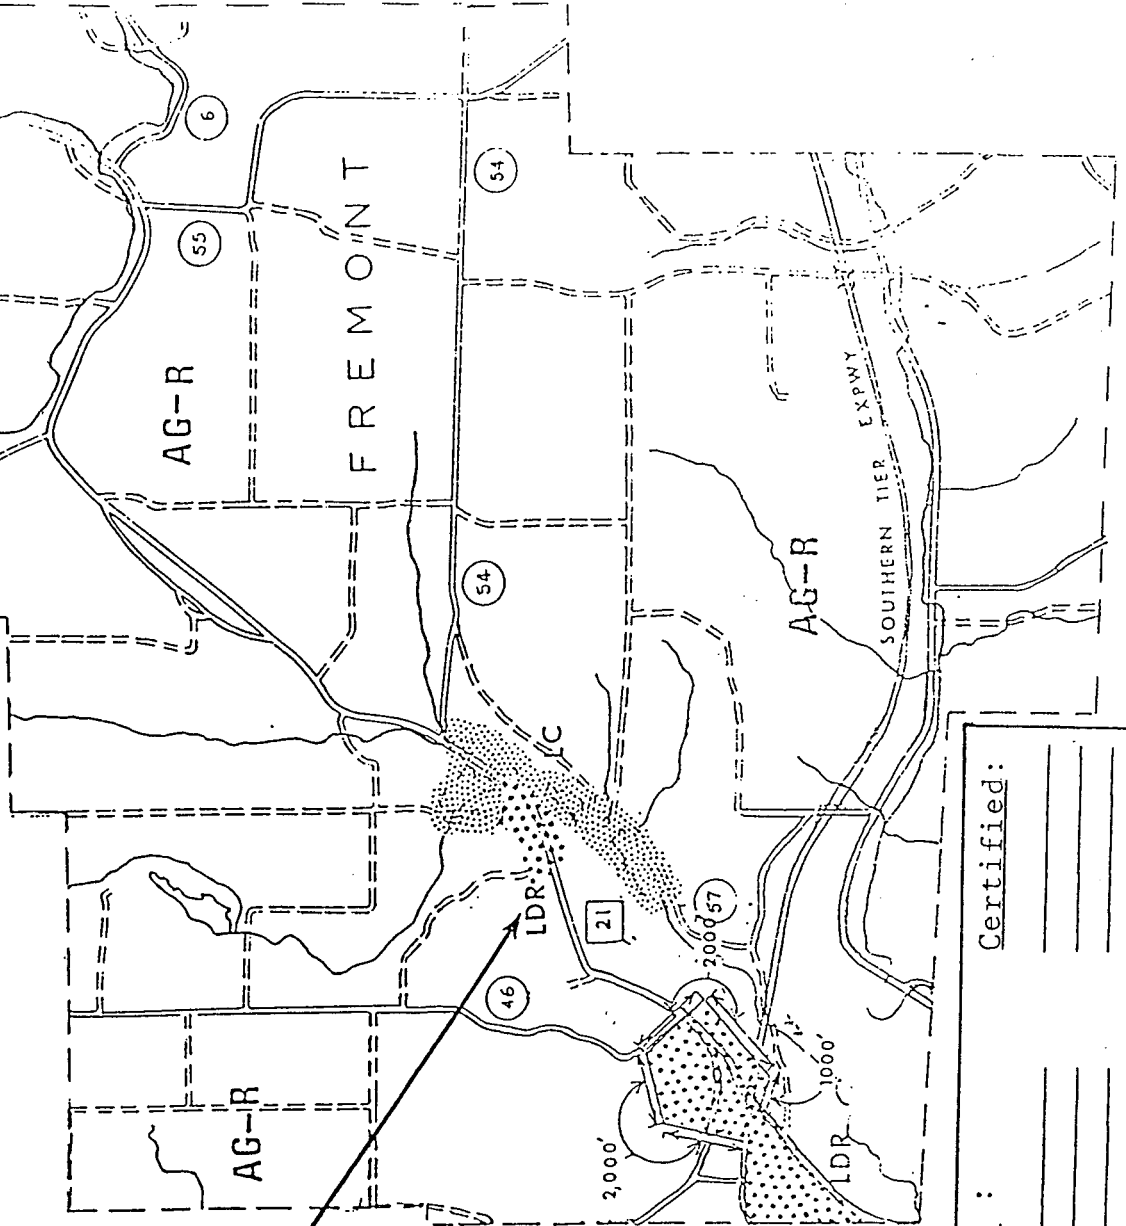 6
55
54
FREMONT
AG-R
EXPWY
SOUTHERN TIER
54
AG-R
LC
LDR
21
57
2000'
46
Certified:
1000'
AG-R
2,000'
LDR
: